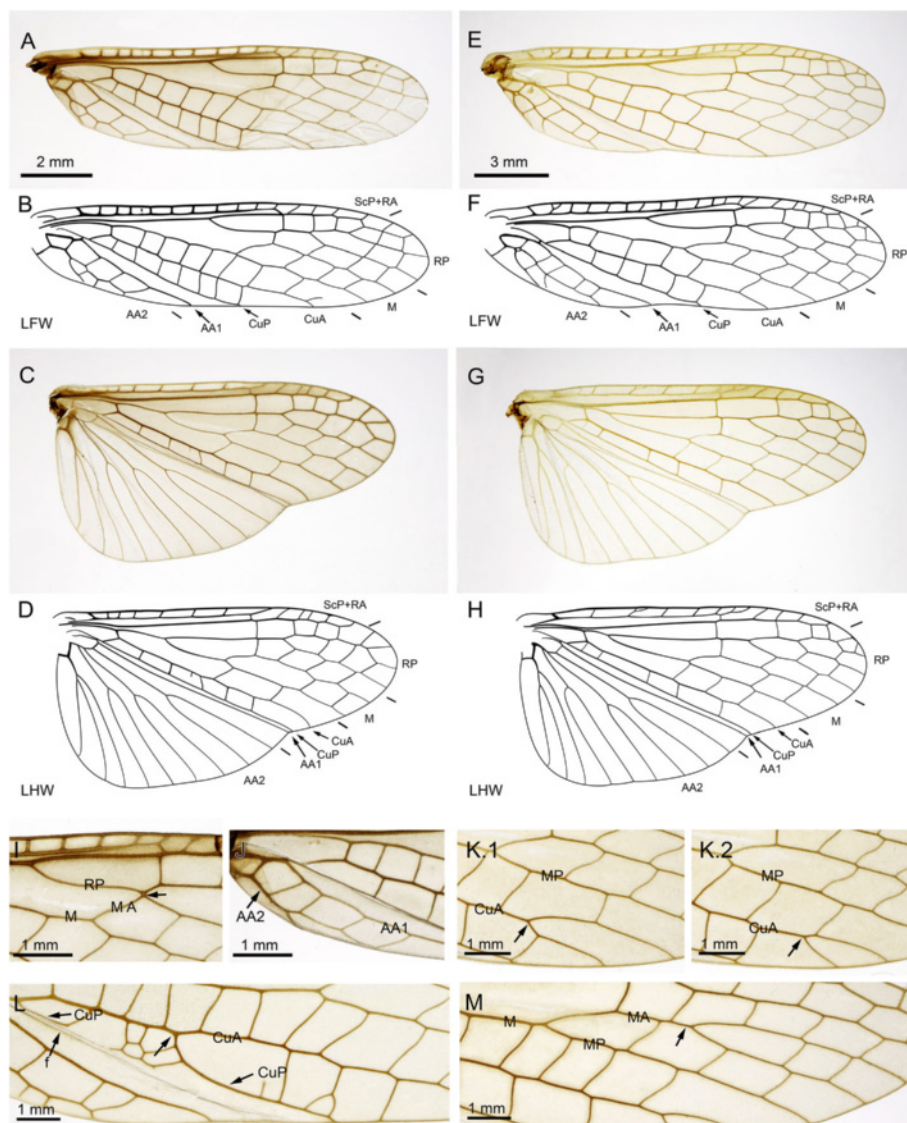 A
E
2 mm
3 mm
B
ScP+RA
F
ScP+RA
RP
RP
M
M
LFW
AA2
AA1
CuP
CuA
LFW
AA2
AA1
CuP
CuA
C
G
D
ScP+RA
H
ScP+RA
RP
RP
M
M
CuA
CuA
CuP
CuP
AA1
AA1
AA2
AA2
LHW
LHW
I
J
K.1
K.2
RP
MP
MP
M
M A
AA2
AA1
CuA
CuA
1 mm
1 mm
1 mm
1 mm
L
CuP
CuA
f
CuP
1 mm
M
M
MA
MP
1 mm